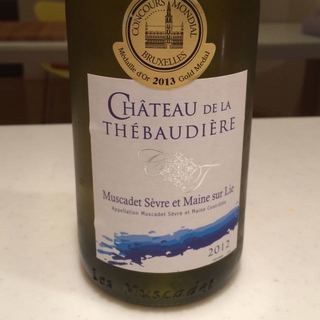 CONCOURS MONDIAL
BRUXELLES
Médaille d'Or 2013 Gold Medal
CHÂTEAU DE LA
THÉBAUDIÈRE
Muscadet Sèvre et Maine sur Lie
Appellation Muscadet Sèvre et Maine Contrôlée
2012
Les Muscadet